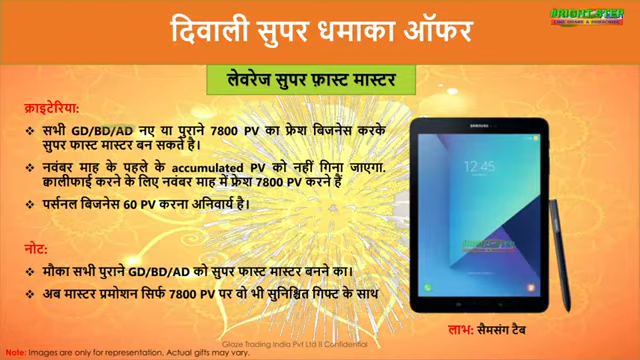 दिवाली सुपर धमाका ऑफर
BRIGHT STEP
लेवरेज सुपर फ़ास्ट मास्टर
क्राइटेरिया:
❖ सभी GD/BD/AD नए या पुराने 7800 PV का फ्रेश बिजनेस करके
सुपर फास्ट मास्टर बन सकते है।
❖ नवंबर माह के पहले के accumulated PV को नहीं गिना जाएगा.
क्वालीफाई करने के लिए नवंबर माह में फ्रेश 7800 PV करने हैं
❖ पर्सनल बिजनेस 60 PV करना अनिवार्य है।
SAMSUNG
नोट:
❖ मौका सभी पुराने GD/BD/AD को सुपर फास्ट मास्टर बनने का।
❖ अब मास्टर प्रमोशन सिर्फ 7800 PV पर वो भी सुनिश्चित गिफ्ट के साथ
लाभ: सैमसंग टैब
Glaze Trading India Pvt Ltd II Confidential
Note: Images are only for representation. Actual gifts may vary.